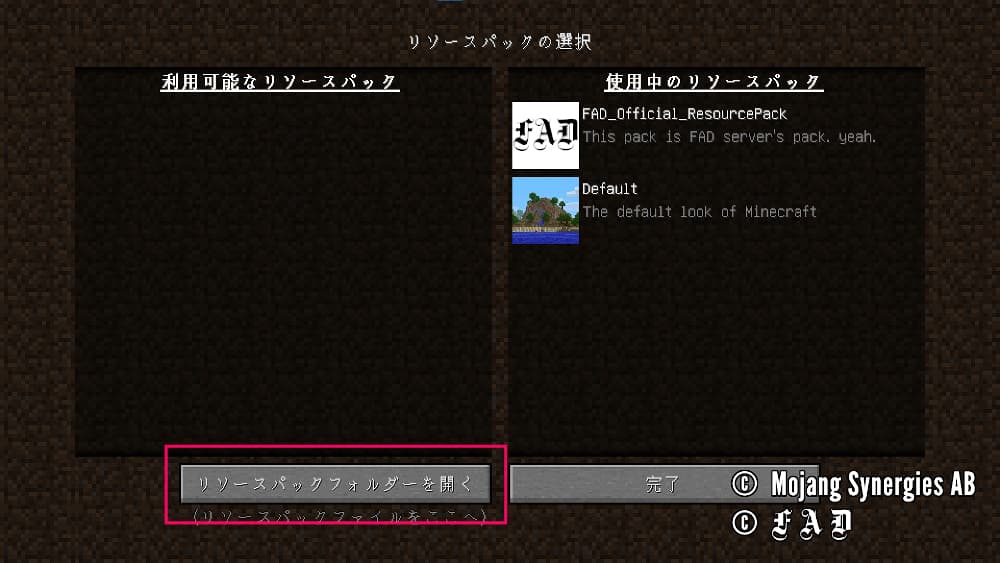 リソースパックの選択
利用可能なリソースパック
使用中のリソースパック
FAD
FAD_Official_ResourcePack
This pack is FAD server's pack. yeah.
Default
The default look of Minecraft
リソースパックフォルダーを開く
完了
(リソースパックファイルをここへ)
© Mojang Synergies AB
© FAD